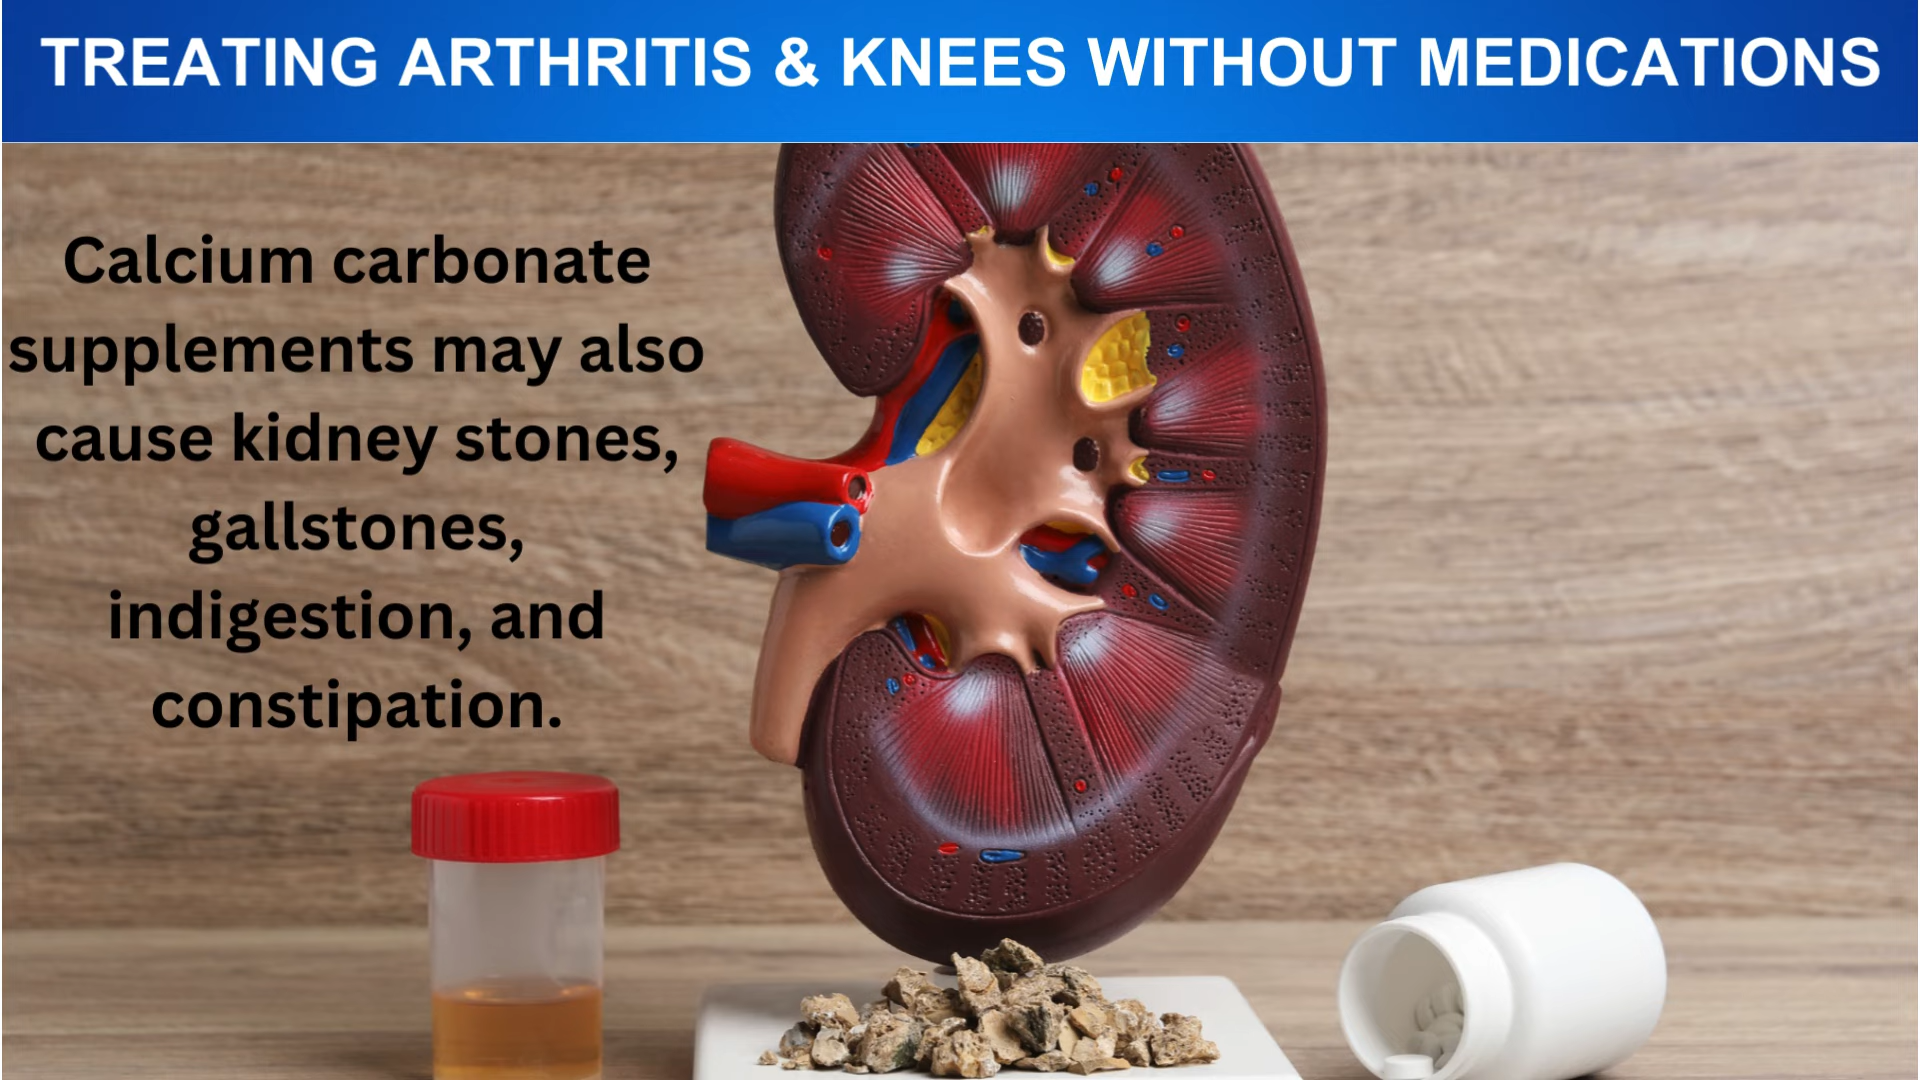 TREATING ARTHRITIS & KNEES WITHOUT MEDICATIONS
Calcium carbonate
supplements may also
cause kidney stones,
gallstones,
indigestion, and
constipation.